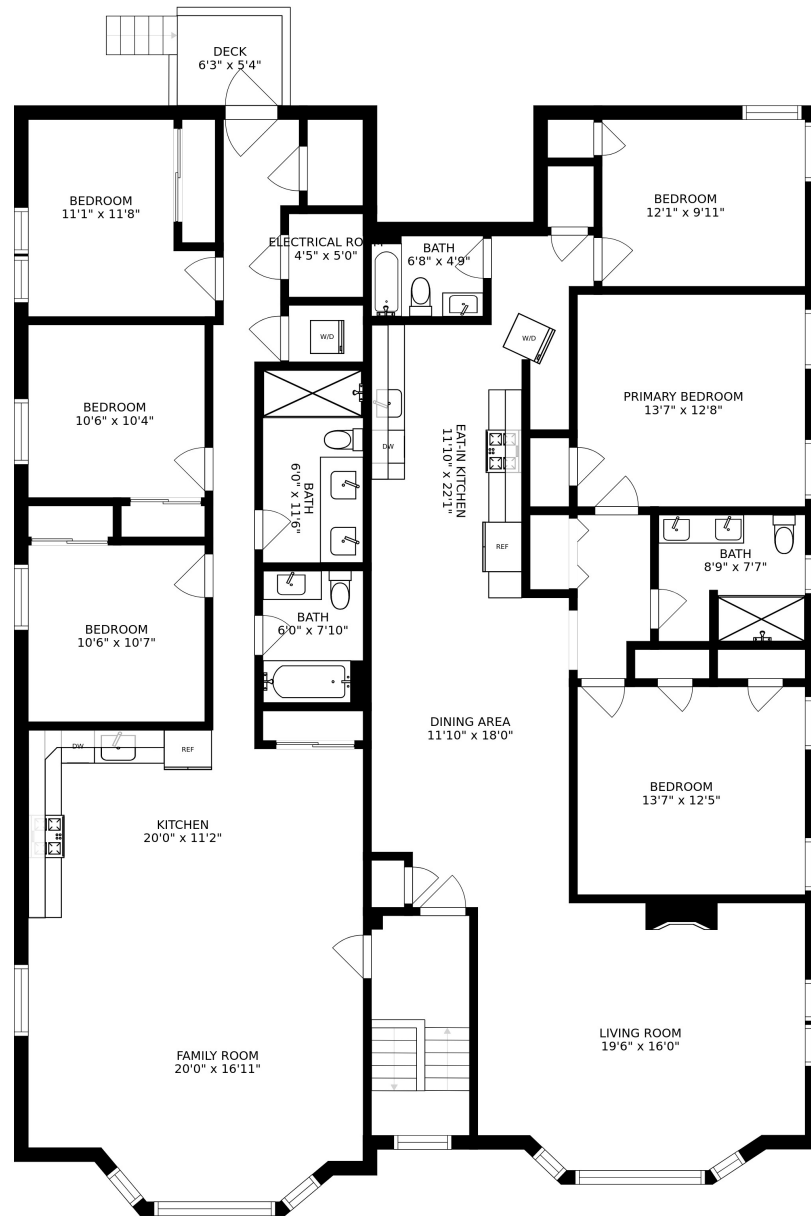 DECK
6'3" x 5'4"
BEDROOM
11'1" x 11'8"
BEDROOM
12'1" x 9'11"
ELECTRICAL ROOM
4'5" x 5'0"
BATH
6'8" x 4'9"
W/D
W/D
BEDROOM
10'6" x 10'4"
PRIMARY BEDROOM
13'7" x 12'8"
DW
EAT-IN KITCHEN
11'10" x 22'1"
BATH
6'0" x 11'6"
REF
BATH
8'9" x 7'7"
BEDROOM
10'6" x 10'7"
BATH
6'0" x 7'10"
DINING AREA
11'10" x 18'0"
DW
REF
BEDROOM
13'7" x 12'5"
KITCHEN
20'0" x 11'2"
FAMILY ROOM
20'0" x 16'11"
LIVING ROOM
19'6" x 16'0"